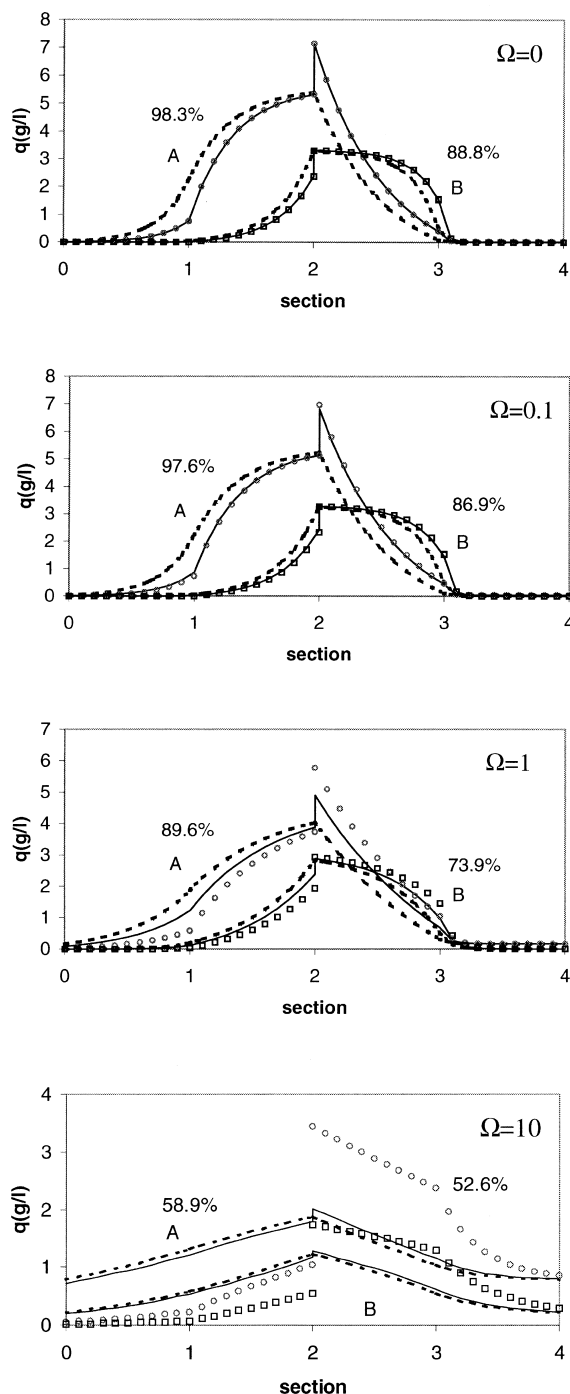 8
7
Ω=0
6
98.3%
5
4
A
88.8%
3
B
2
1
0
q(g/l)
0 1 2 3 4
section
8
7
Ω=0.1
6
97.6%
5
4
86.9%
A
3
B
2
1
0
q(g/l)
0 1 2 3 4
section
7
6
Ω=1
5
89.6%
4
A
73.9%
3
2
B
1
0
q(g/l)
0 1 2 3 4
section
4
Ω=10
3
52.6%
58.9%
2
A
1
B
0
q(g/l)
0 1 2 3 4
section